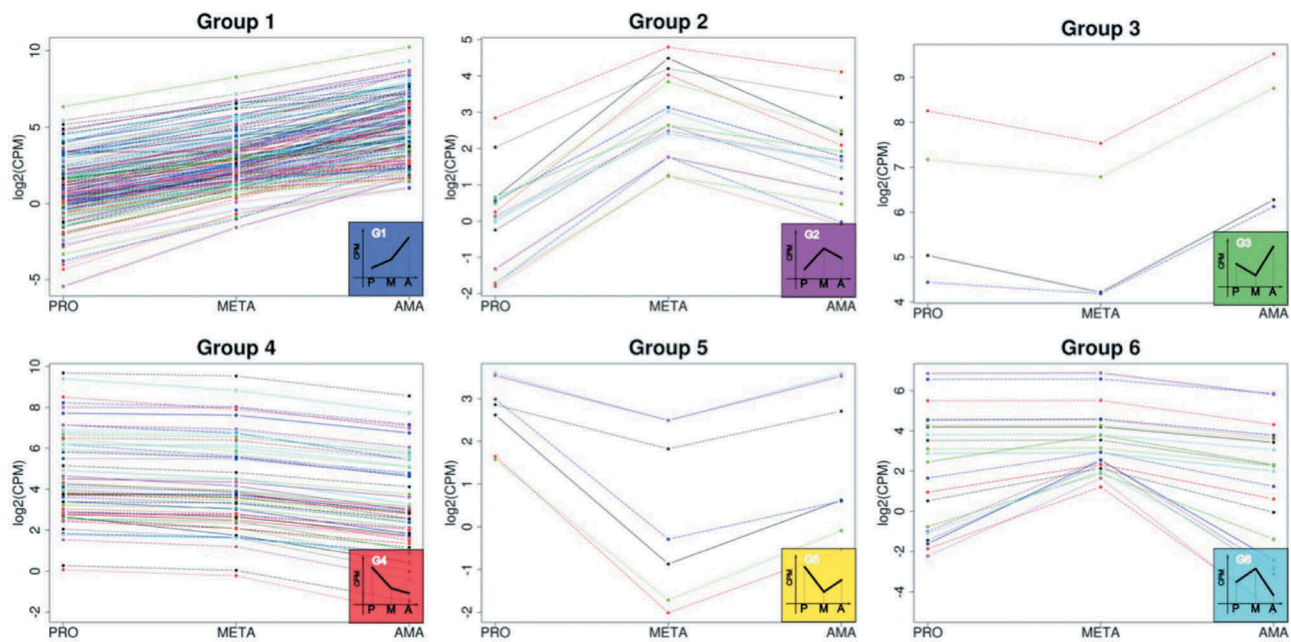 Group 1
10
5
0
-5
log2(CPM)
PRO
META
AMA
G1
CPM
P M A
Group 2
5
4
3
2
1
0
-1
-2
log2(CPM)
PRO
META
AMA
G2
CPM
P M A
Group 3
9
8
7
6
5
4
log2(CPM)
PRO
META
AMA
G3
CPM
P M A
Group 4
10
8
6
4
2
0
-2
log2(CPM)
PRO
META
AMA
G4
CPM
P M A
Group 5
3
2
1
0
-1
-2
log2(CPM)
PRO
META
AMA
G5
CPM
P M A
Group 6
6
4
2
0
-2
-4
log2(CPM)
PRO
META
AMA
G6
CPM
P M A